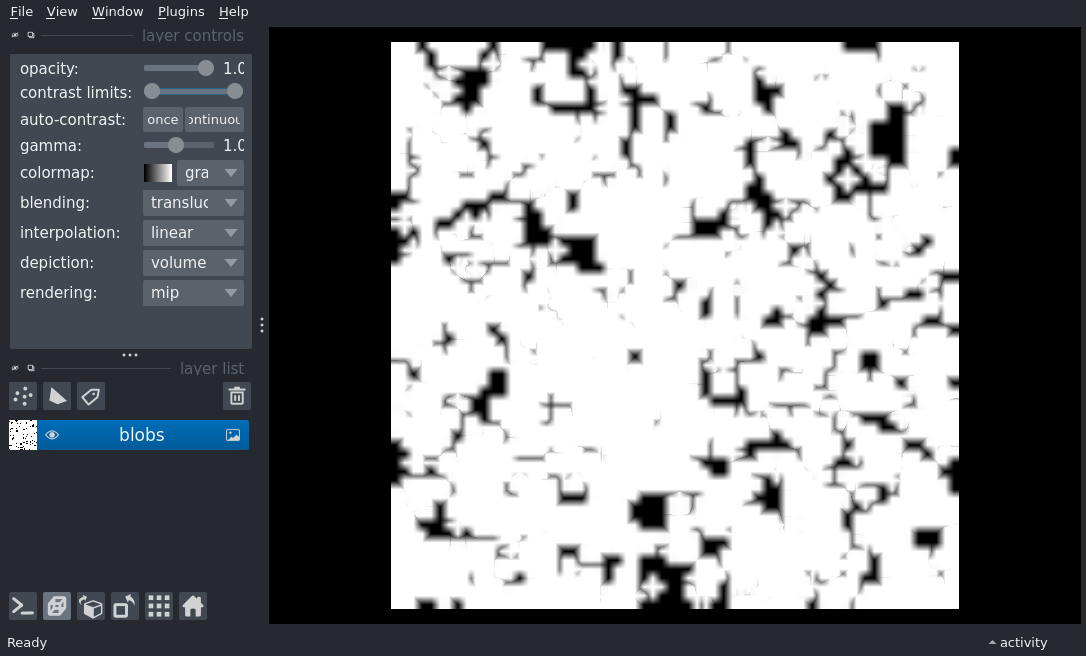 File View Window Plugins Help
layer controls
opacity: 1.0
contrast limits:
auto-contrast: once ontinuou
gamma: 1.0
colormap: gra
blending: transluc
interpolation: linear
depiction: volume
rendering: mip
layer list
blobs
Ready
activity